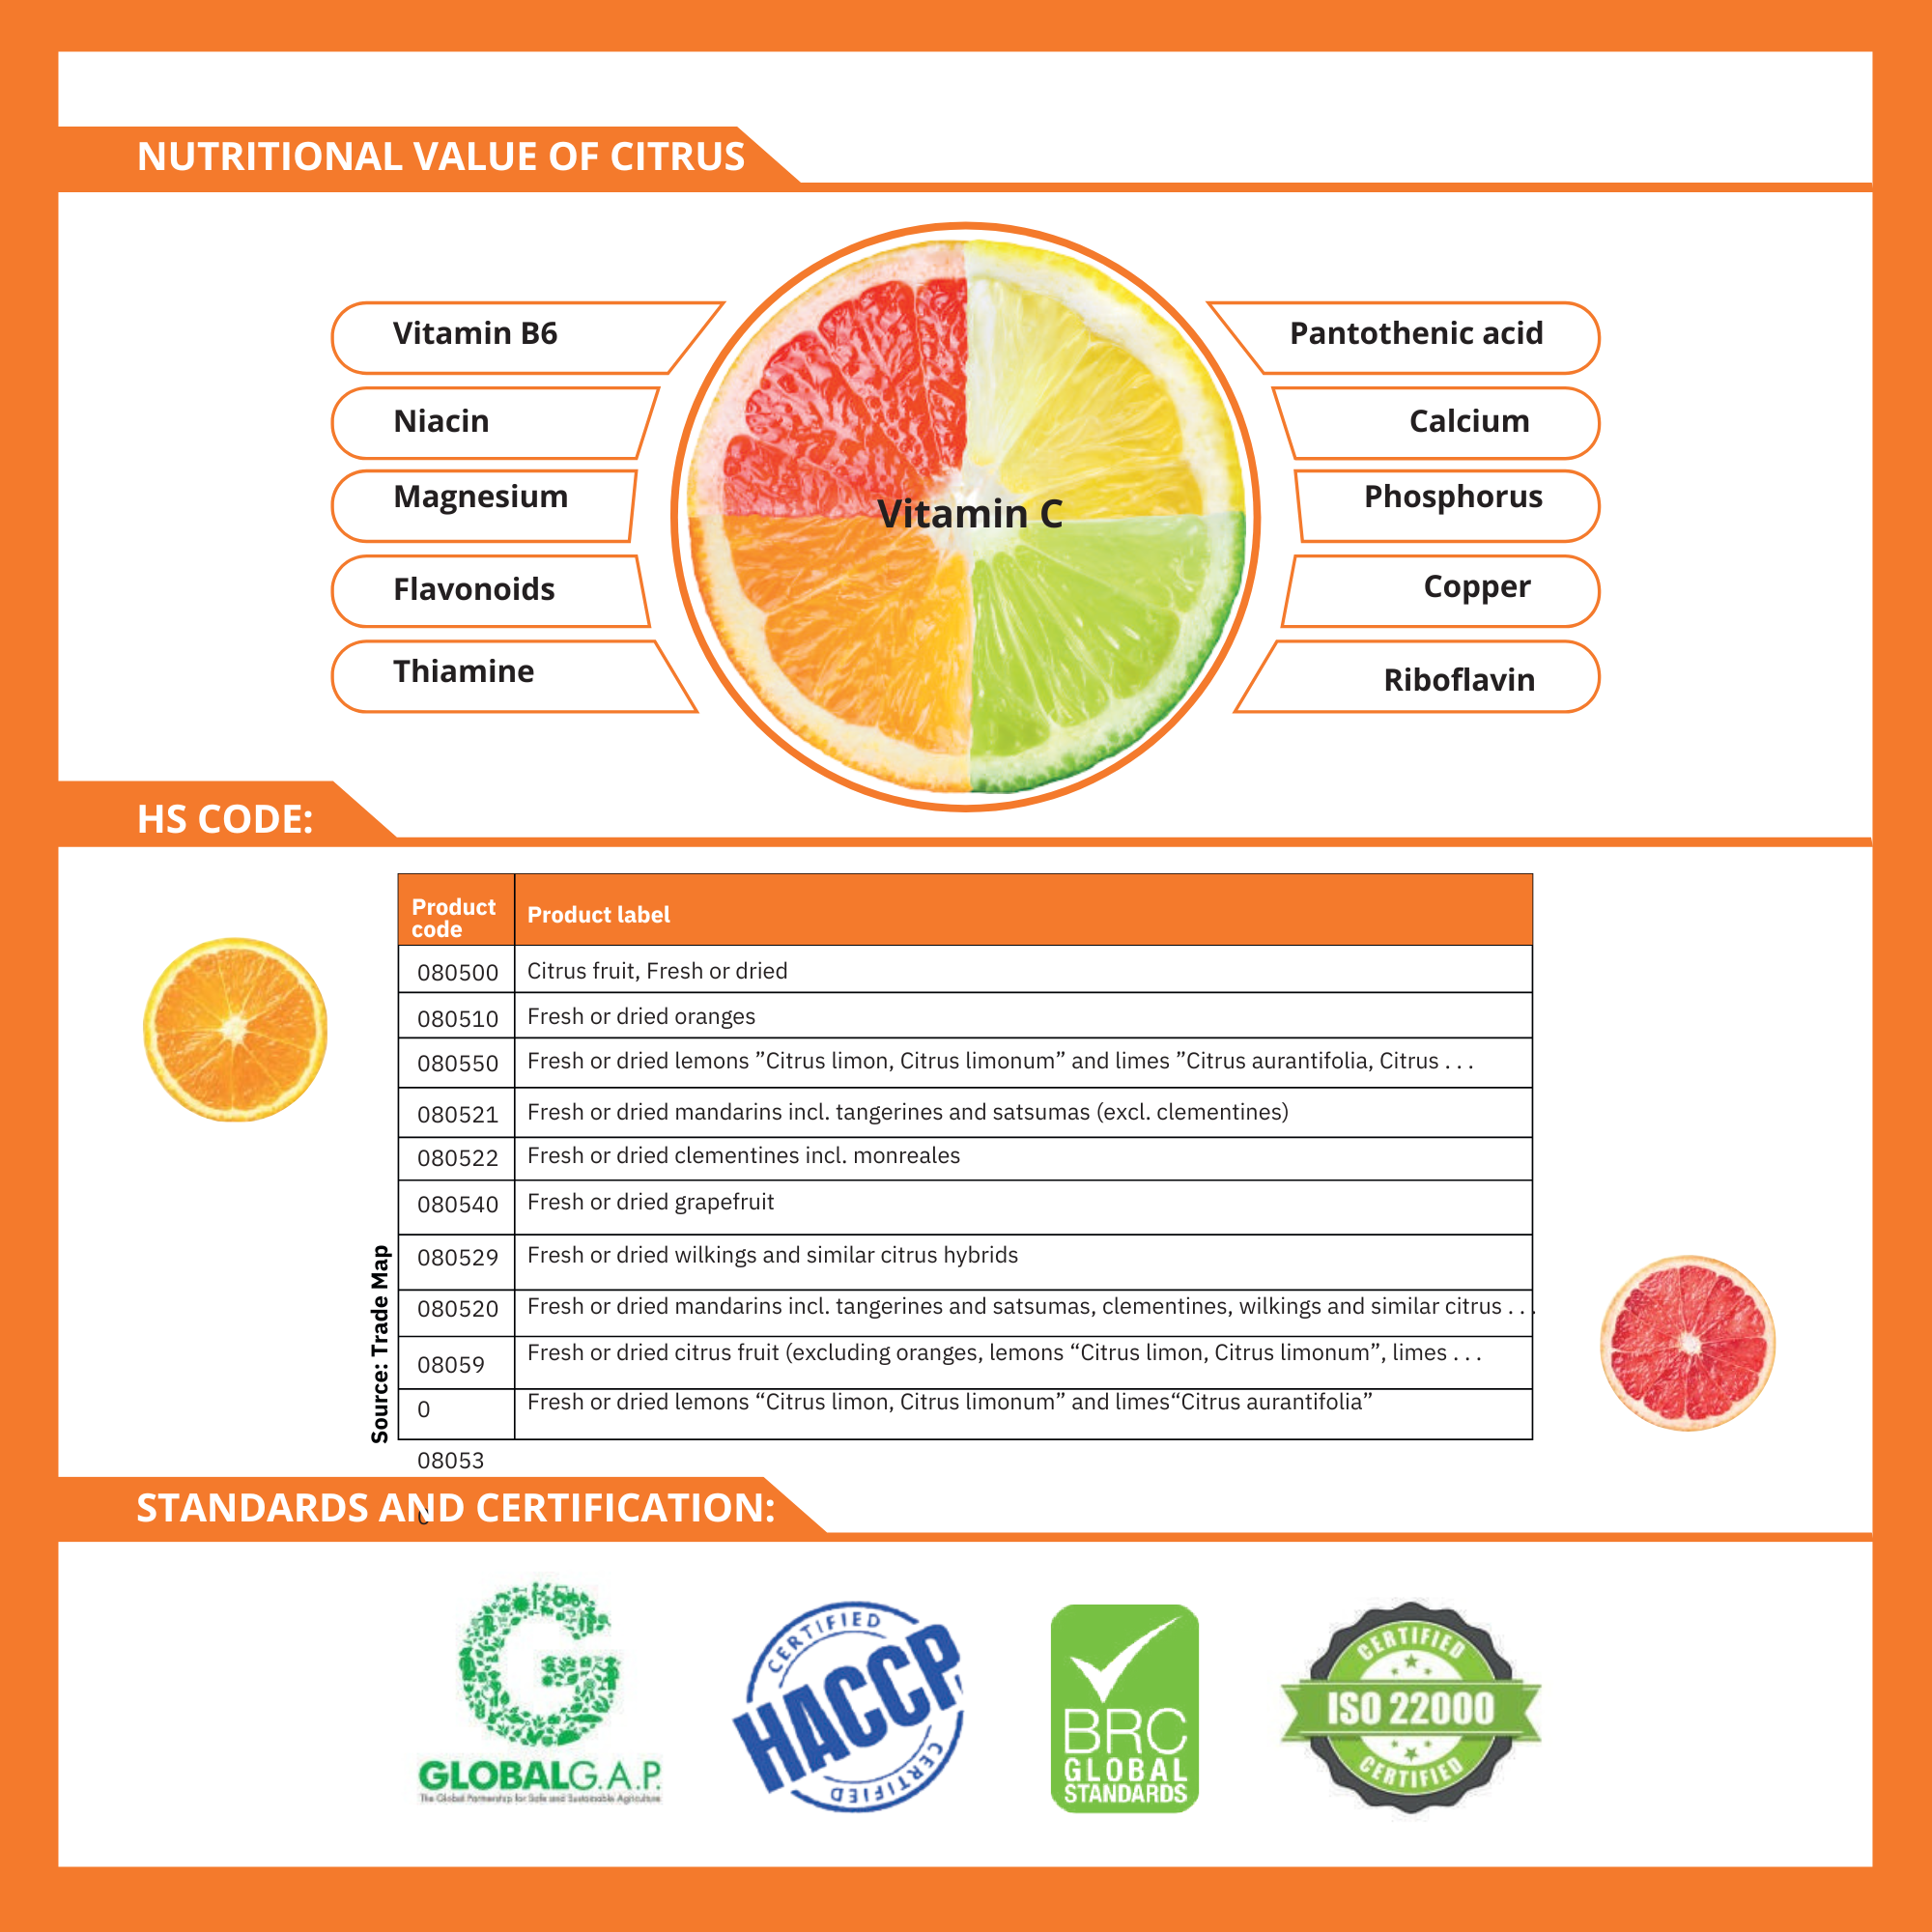 NUTRITIONAL VALUE OF CITRUS
Vitamin B6
Niacin
Magnesium
Flavonoids
Thiamine
Vitamin C
Pantothenic acid
Calcium
Phosphorus
Copper
Riboflavin
HS CODE:
Product code
Product label
080500 Citrus fruit, Fresh or dried
080510 Fresh or dried oranges
080550 Fresh or dried lemons ”Citrus limon, Citrus limonum” and limes ”Citrus aurantifolia, Citrus . . .
080521 Fresh or dried mandarins incl. tangerines and satsumas (excl. clementines)
080522 Fresh or dried clementines incl. monreales
080540 Fresh or dried grapefruit
080529 Fresh or dried wilkings and similar citrus hybrids
080520 Fresh or dried mandarins incl. tangerines and satsumas, clementines, wilkings and similar citrus . . .
08059 Fresh or dried citrus fruit (excluding oranges, lemons “Citrus limon, Citrus limonum”, limes . . .
0 Fresh or dried lemons “Citrus limon, Citrus limonum” and limes“Citrus aurantifolia”
08053
0
Source: Trade Map
STANDARDS AND CERTIFICATION:
GLOBALG.A.P.
The Global Partnership for Safe and Sustainable Agriculture
CERTIFIED
HACCP
CERTIFIED
BRC
GLOBAL
STANDARDS
CERTIFIED
ISO 22000
CERTIFIED